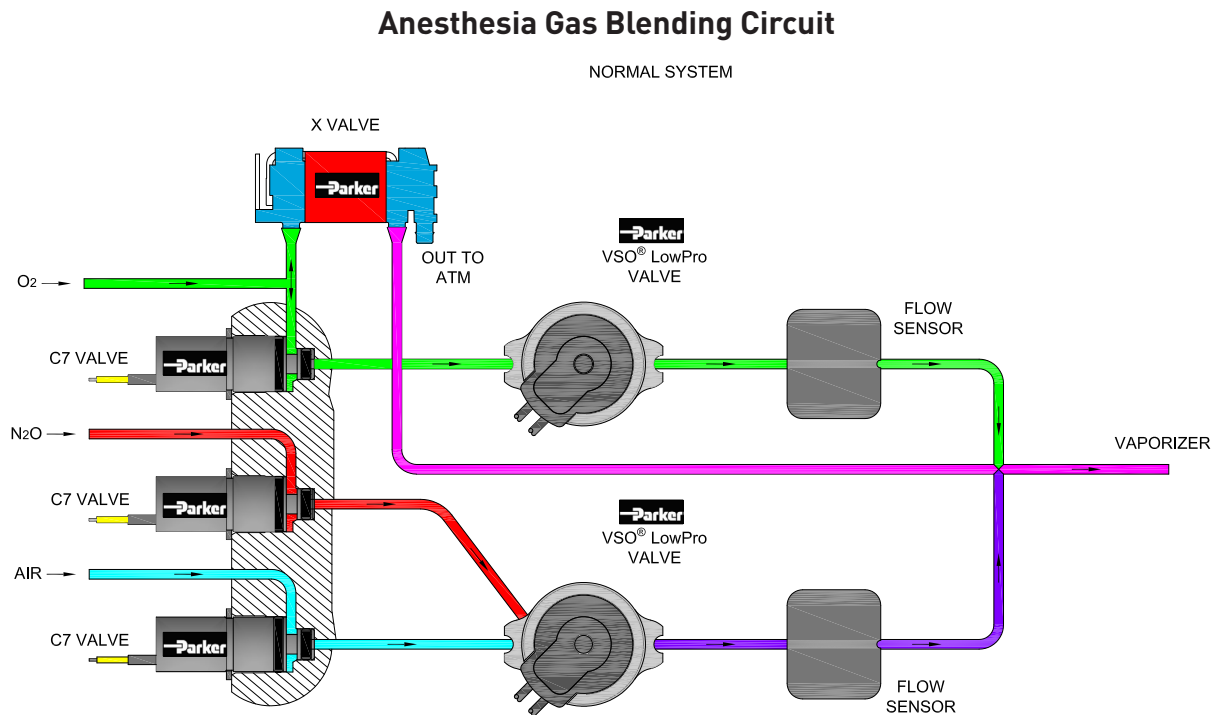 Anesthesia Gas Blending Circuit
NORMAL SYSTEM
X VALVE
Parker
OUT TO
ATM
Parker
VSO® LowPro
VALVE
O2
FLOW
SENSOR
C7 VALVE
Parker
N2O
VAPORIZER
C7 VALVE
Parker
Parker
VSO® LowPro
VALVE
AIR
C7 VALVE
Parker
FLOW
SENSOR